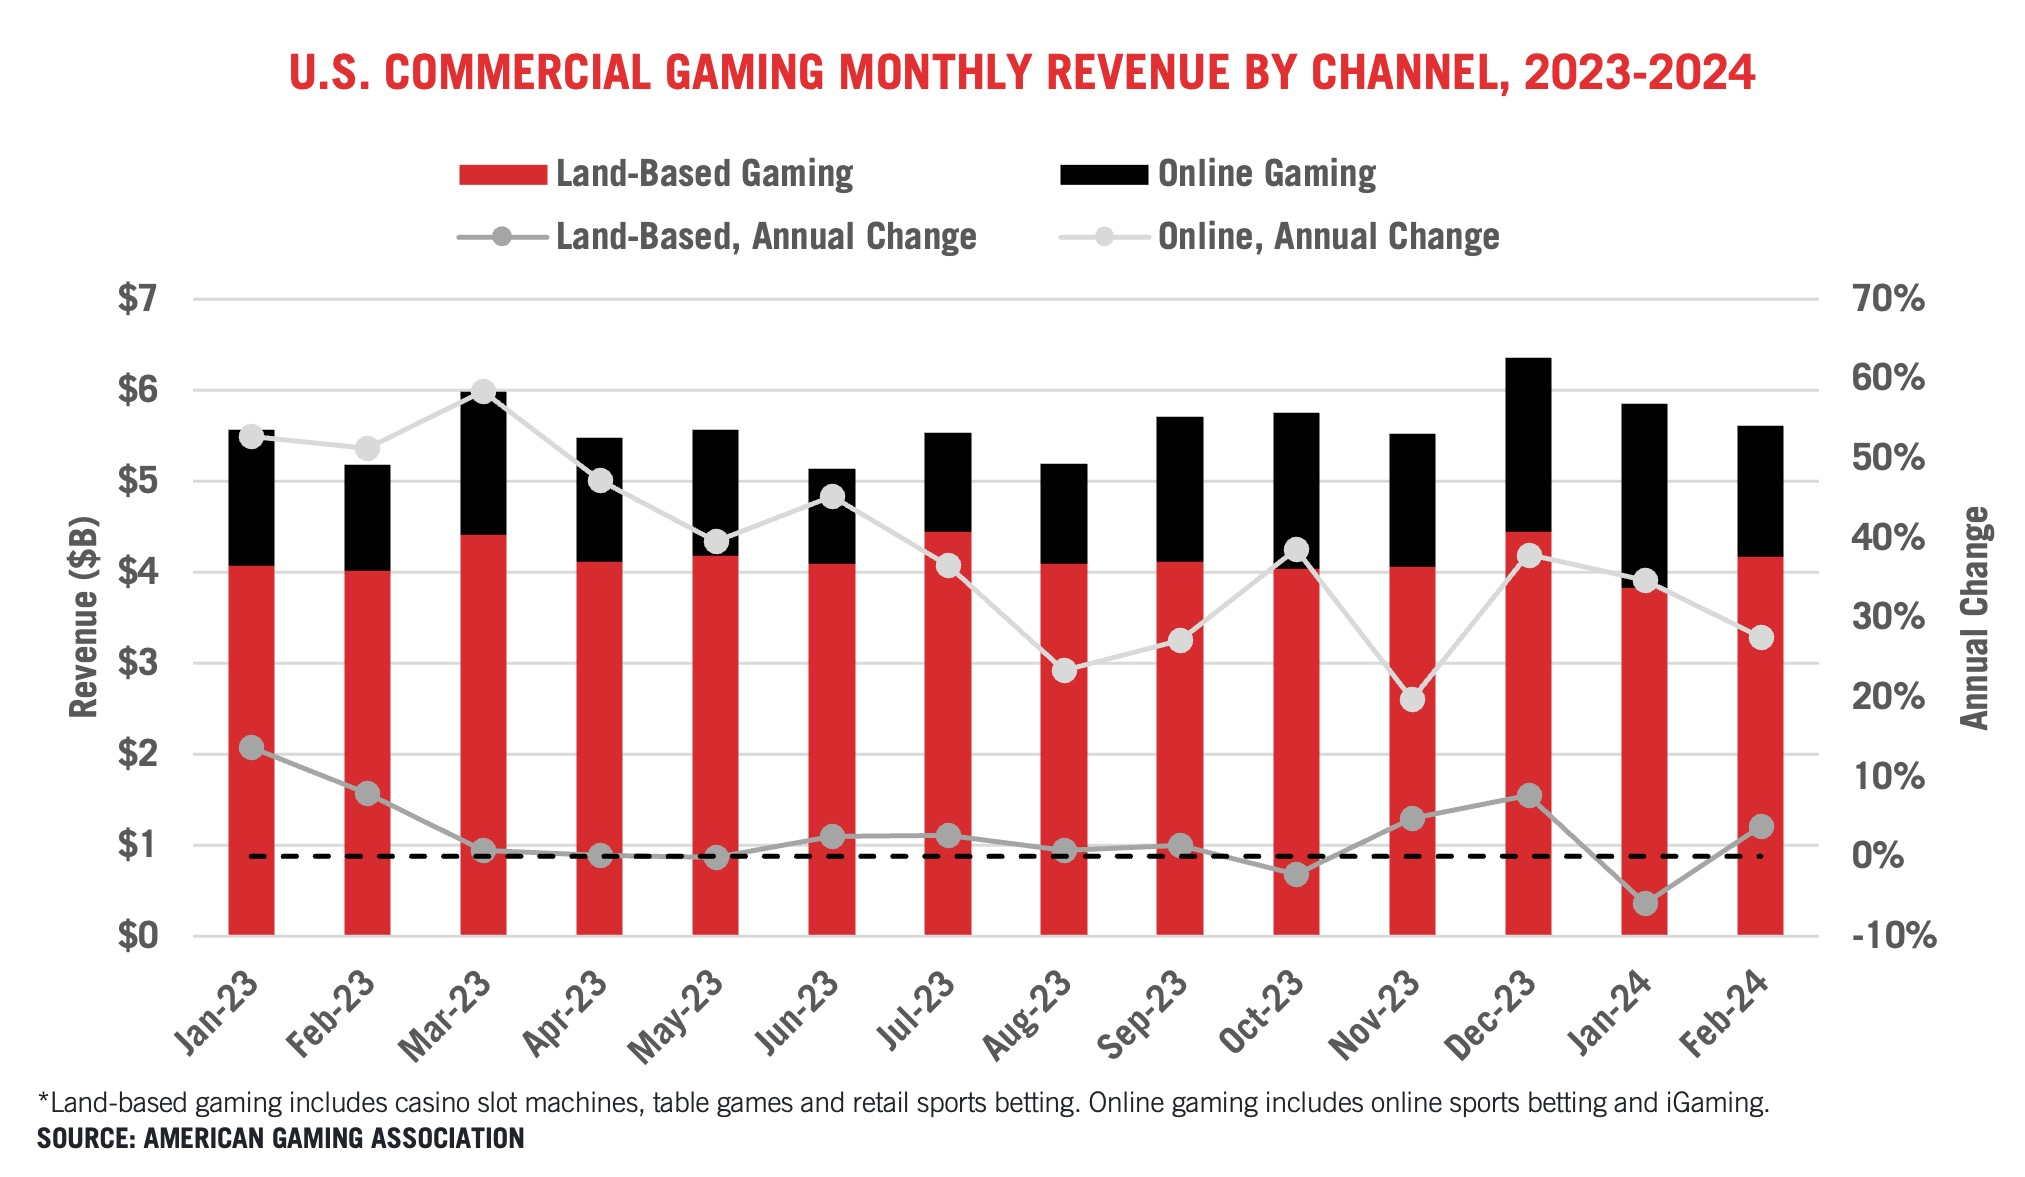 U.S. COMMERCIAL GAMING MONTHLY REVENUE BY CHANNEL, 2023-2024
Land-Based Gaming
Online Gaming
Land-Based, Annual Change
Online, Annual Change
$7
$6
$5
$4
$3
$2
$1
$0
Revenue ($B)
70%
60%
50%
40%
30%
20%
10%
0%
-10%
Annual Change
Jan-23
Feb-23
Mar-23
Apr-23
May-23
Jun-23
Jul-23
Aug-23
Sep-23
Oct-23
Nov-23
Dec-23
Jan-24
Feb-24
*Land-based gaming includes casino slot machines, table games and retail sports betting. Online gaming includes online sports betting and iGaming.
SOURCE: AMERICAN GAMING ASSOCIATION